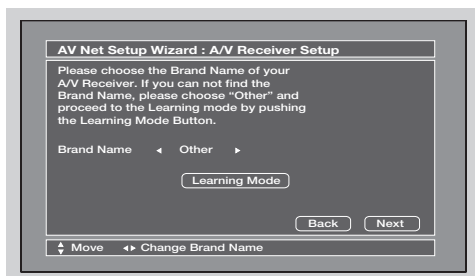 AV Net Setup Wizard : A/V Receiver Setup
Please choose the Brand Name of your
A/V Receiver. If you can not find the
Brand Name, please choose “Other” and
proceed to the Learning mode by pushing
the Learning Mode Button.
Brand Name ◂ Other ▸
Learning Mode
Back Next
Move Change Brand Name